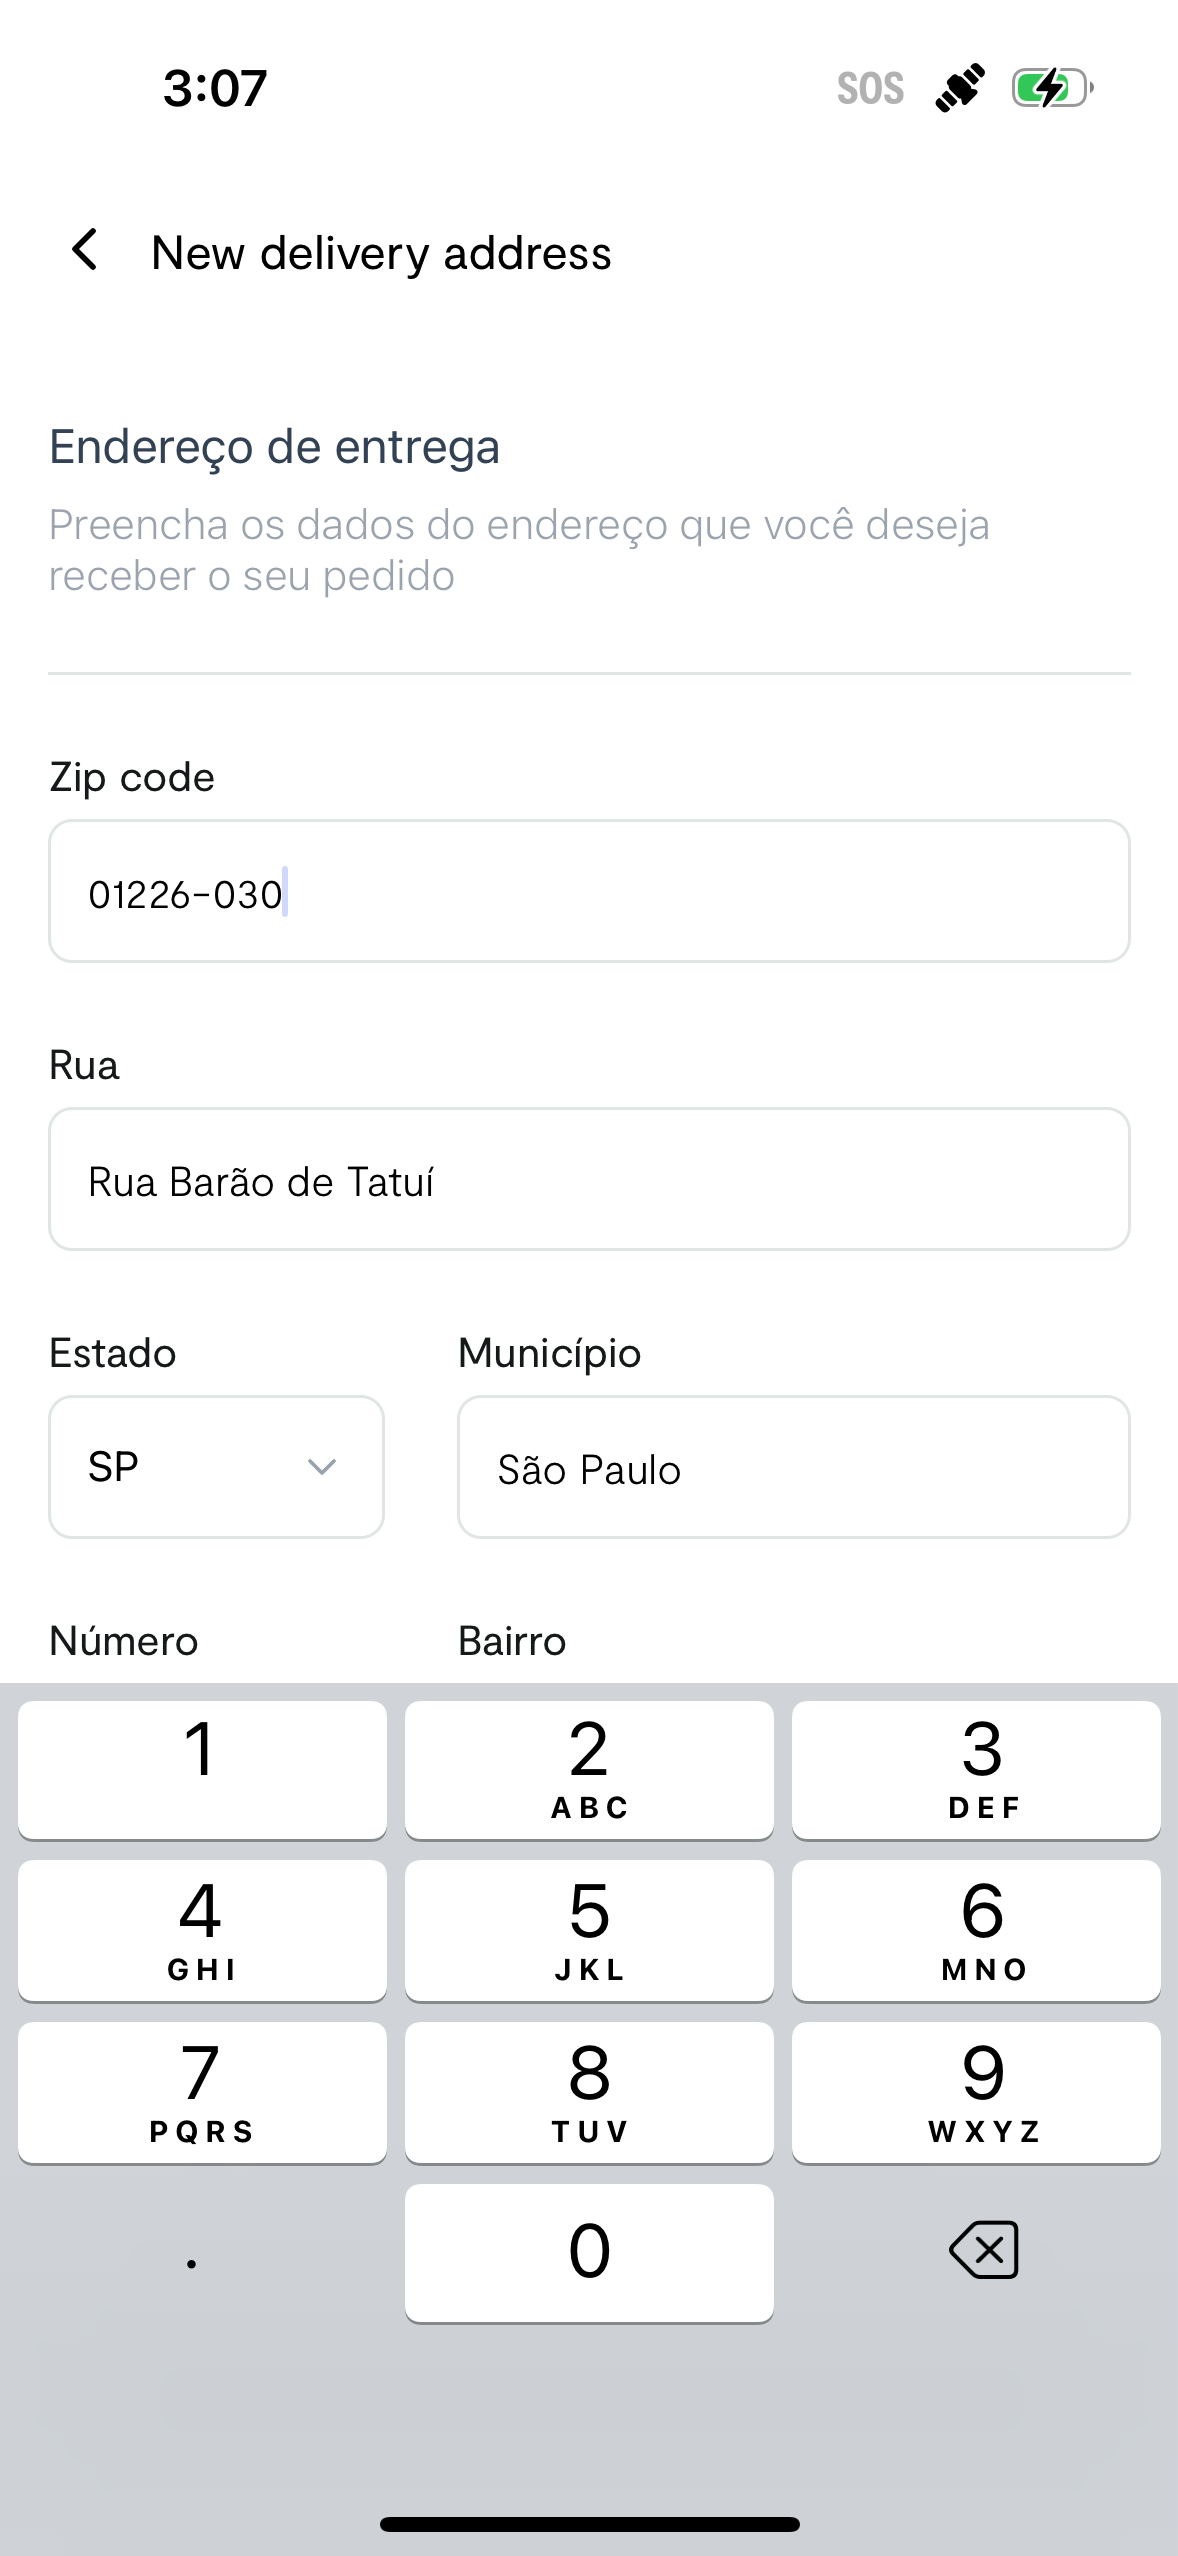 3:07 SOS
New delivery address
Endereço de entrega
Preencha os dados do endereço que você deseja
receber o seu pedido
Zip code
01226-030
Rua
Rua Barão de Tatuí
Estado Município
SP São Paulo
Número Bairro
1 2 3
ABC DEF
4 5 6
GHI JKL MNO
7 8 9
PQRS TUV WXYZ
. 0